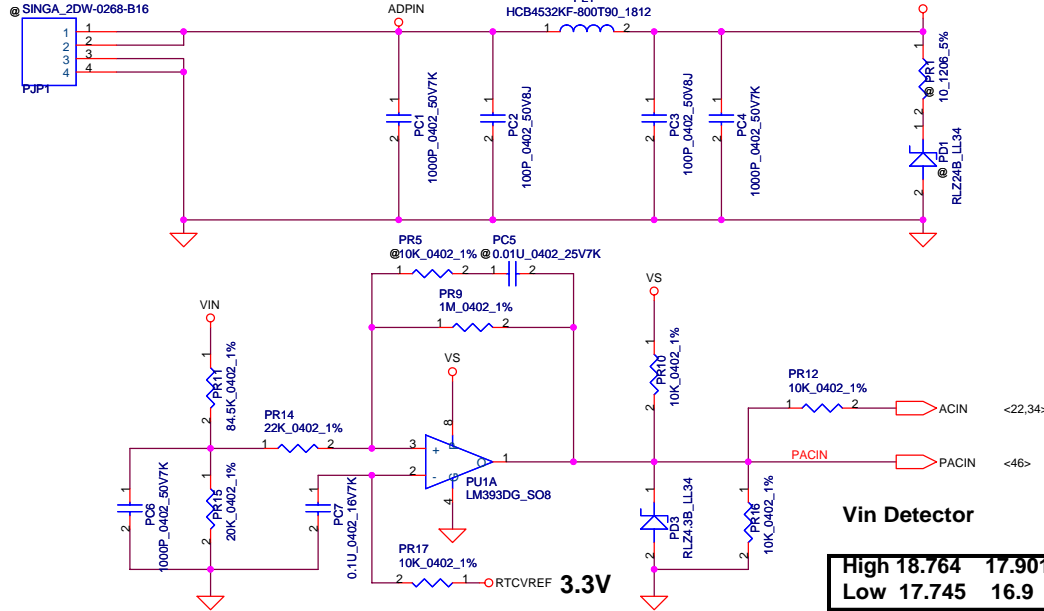 @ SINGA_2DW-0268-B16
1
2
3
4
1
2
3
4
PJP1
ADPIN
HCB4532KF-800T90_1812
1
2
1
2
PC1
1000P_0402_50V7K
1
2
PC2
100P_0402_50V8J
1
2
PC3
100P_0402_50V8J
1
2
PC4
1000P_0402_50V7K
1
2
@ PR1
10_1206_5%
1
2
@ PD1
RLZ24B_LL34
PR5
@10K_0402_1%
1
2
PC5
@0.01U_0402_25V7K
1
2
PR9
1M_0402_1%
1
2
VIN
1
2
PR11
84.5K_0402_1%
PR14
22K_0402_1%
1
2
1
2
PC6
1000P_0402_50V7K
1
2
PR15
20K_0402_1%
1
2
PC7
0.1U_0402_16V7K
VS
8
P
3
+
2
-
O
1
G
4
PU1A
LM393DG_SO8
PR17
10K_0402_1%
2
1
RTCVREF
3.3V
VS
1
2
PR10
10K_0402_1%
PR12
10K_0402_1%
1
2
ACIN
<22,34>
PACIN
PACIN
<46>
1
2
PD3
RLZ4.3B_LL34
1
2
PR16
10K_0402_1%
Vin Detector
High 18.764 17.901
Low 17.745 16.9